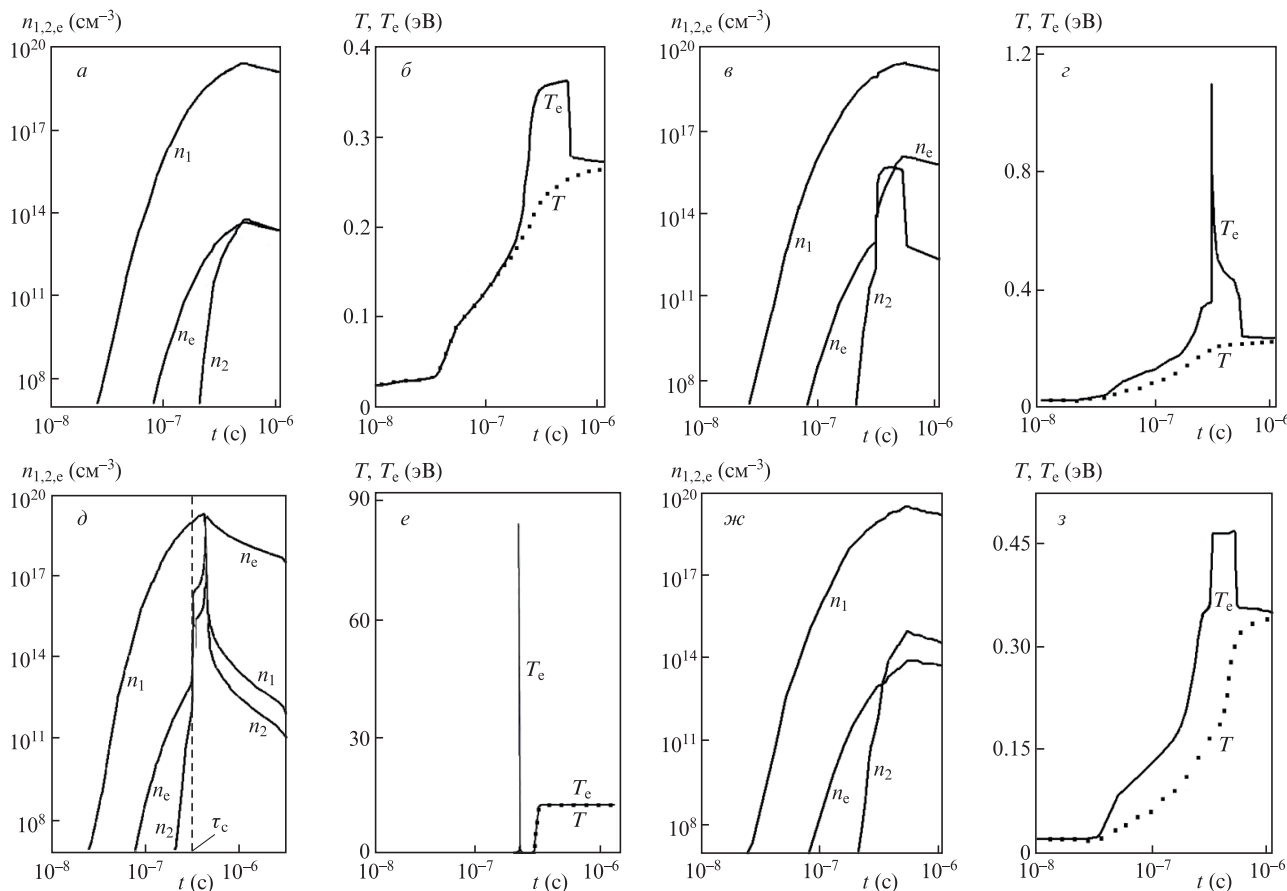 n₁,₂,ₑ (см⁻³)
T, Tₑ (эВ)
n₁,₂,ₑ (см⁻³)
T, Tₑ (эВ)
10²⁰
10¹⁷
10¹⁴
10¹¹
10⁸
а
n₁
nₑ
n₂
10⁻⁸
10⁻⁷
10⁻⁶
t (с)
0.4
0.3
0.2
0.1
0
б
Tₑ
T
10⁻⁸
10⁻⁷
10⁻⁶
t (с)
10²⁰
10¹⁷
10¹⁴
10¹¹
10⁸
в
n₁
nₑ
n₂
nₑ
10⁻⁸
10⁻⁷
10⁻⁶
t (с)
1.2
0.8
0.4
0
г
Tₑ
T
10⁻⁸
10⁻⁷
10⁻⁶
t (с)
n₁,₂,ₑ (см⁻³)
T, Tₑ (эВ)
n₁,₂,ₑ (см⁻³)
T, Tₑ (эВ)
10²⁰
10¹⁷
10¹⁴
10¹¹
10⁸
д
nₑ
n₁
n₁
n₂
nₑ
n₂
τ_c
10⁻⁸
10⁻⁷
10⁻⁶
t (с)
90
60
30
0
е
Tₑ
Tₑ
T
10⁻⁸
10⁻⁷
10⁻⁶
t (с)
10²⁰
10¹⁷
10¹⁴
10¹¹
10⁸
ж
n₁
n₂
nₑ
10⁻⁸
10⁻⁷
10⁻⁶
t (с)
0.45
0.30
0.15
0
з
Tₑ
T
10⁻⁸
10⁻⁷
10⁻⁶
t (с)